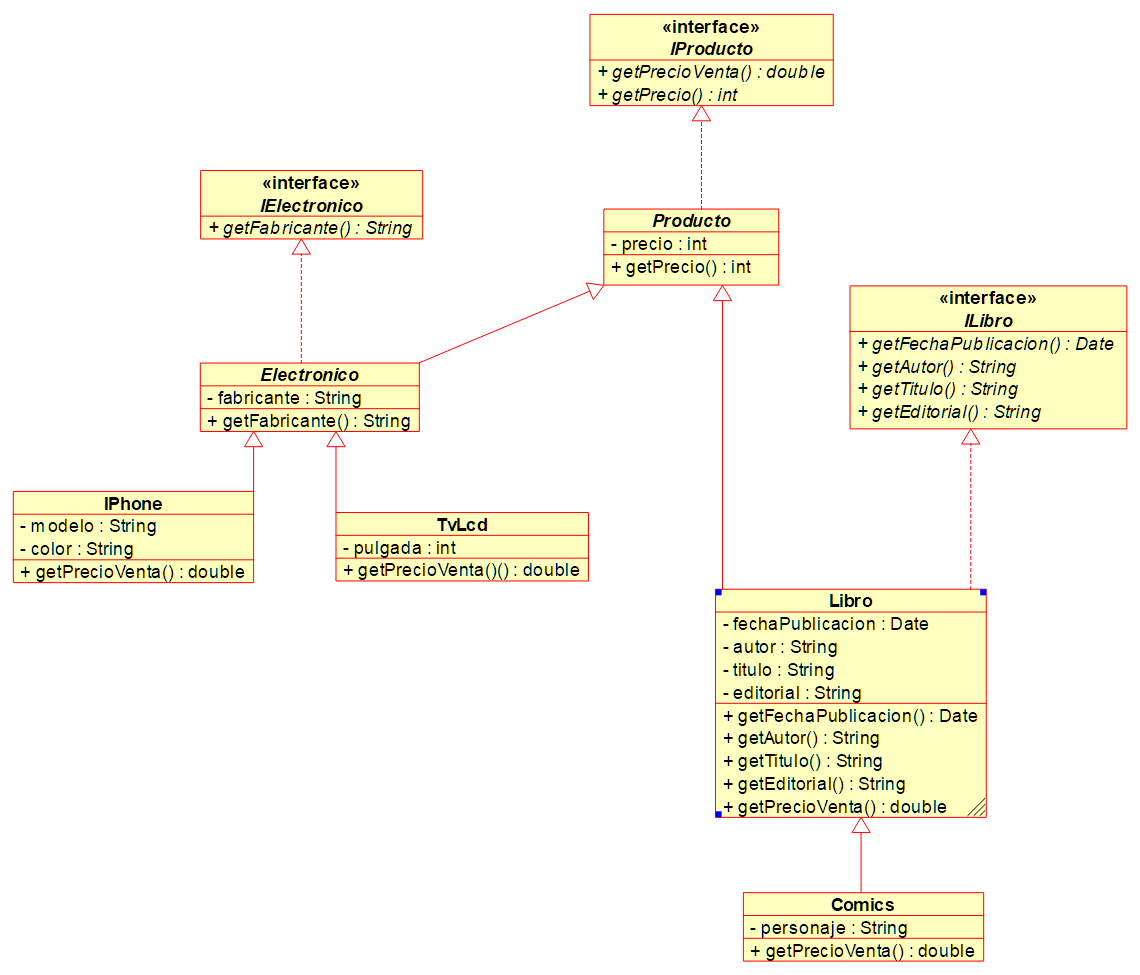 «interface»
IProducto
+ getPrecioVenta() : double
+ getPrecio() : int
«interface»
IElectronico
+ getFabricante() : String
Producto
- precio : int
+ getPrecio() : int
«interface»
ILibro
+ getFechaPublicacion() : Date
+ getAutor() : String
+ getTitulo() : String
+ getEditorial() : String
Electronico
- fabricante : String
+ getFabricante() : String
IPhone
- modelo : String
- color : String
+ getPrecioVenta() : double
TvLcd
- pulgada : int
+ getPrecioVenta()() : double
Libro
- fechaPublicacion : Date
- autor : String
- titulo : String
- editorial : String
+ getFechaPublicacion() : Date
+ getAutor() : String
+ getTitulo() : String
+ getEditorial() : String
+ getPrecioVenta() : double
Comics
- personaje : String
+ getPrecioVenta() : double